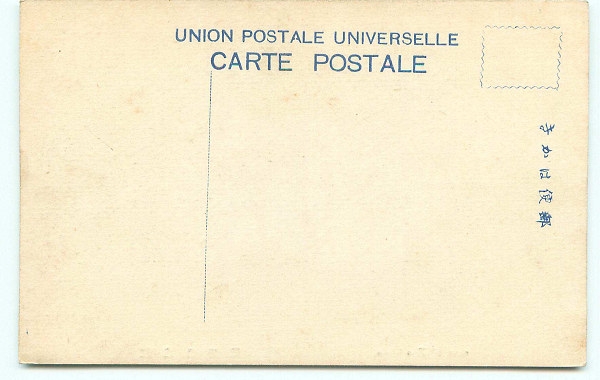 UNION POSTALE UNIVERSELLE
CARTE POSTALE
郵便はかき